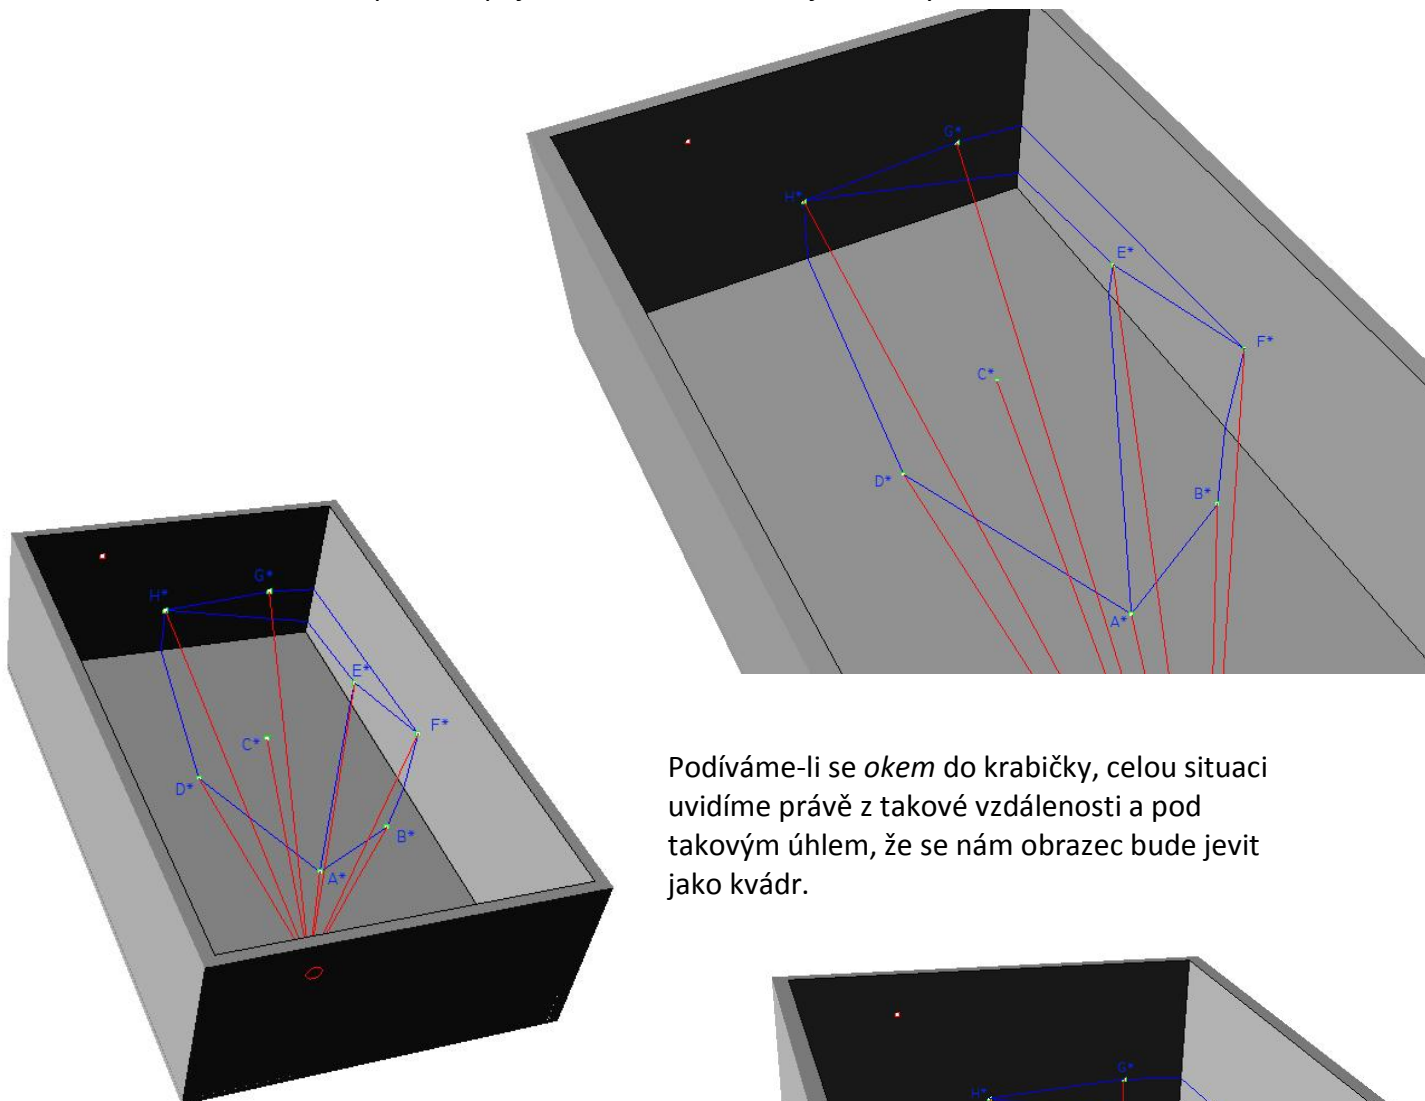 G*
H*
E*
F*
C*
D*
B*
A*
H*
G*
E*
F*
C*
D*
B*
A*
Podíváme-li se okem do krabičky, celou situaci
uvidíme právě z takové vzdálenosti a pod
takovým úhlem, že se nám obrazec bude jevit
jako kvádr.
G*
H*